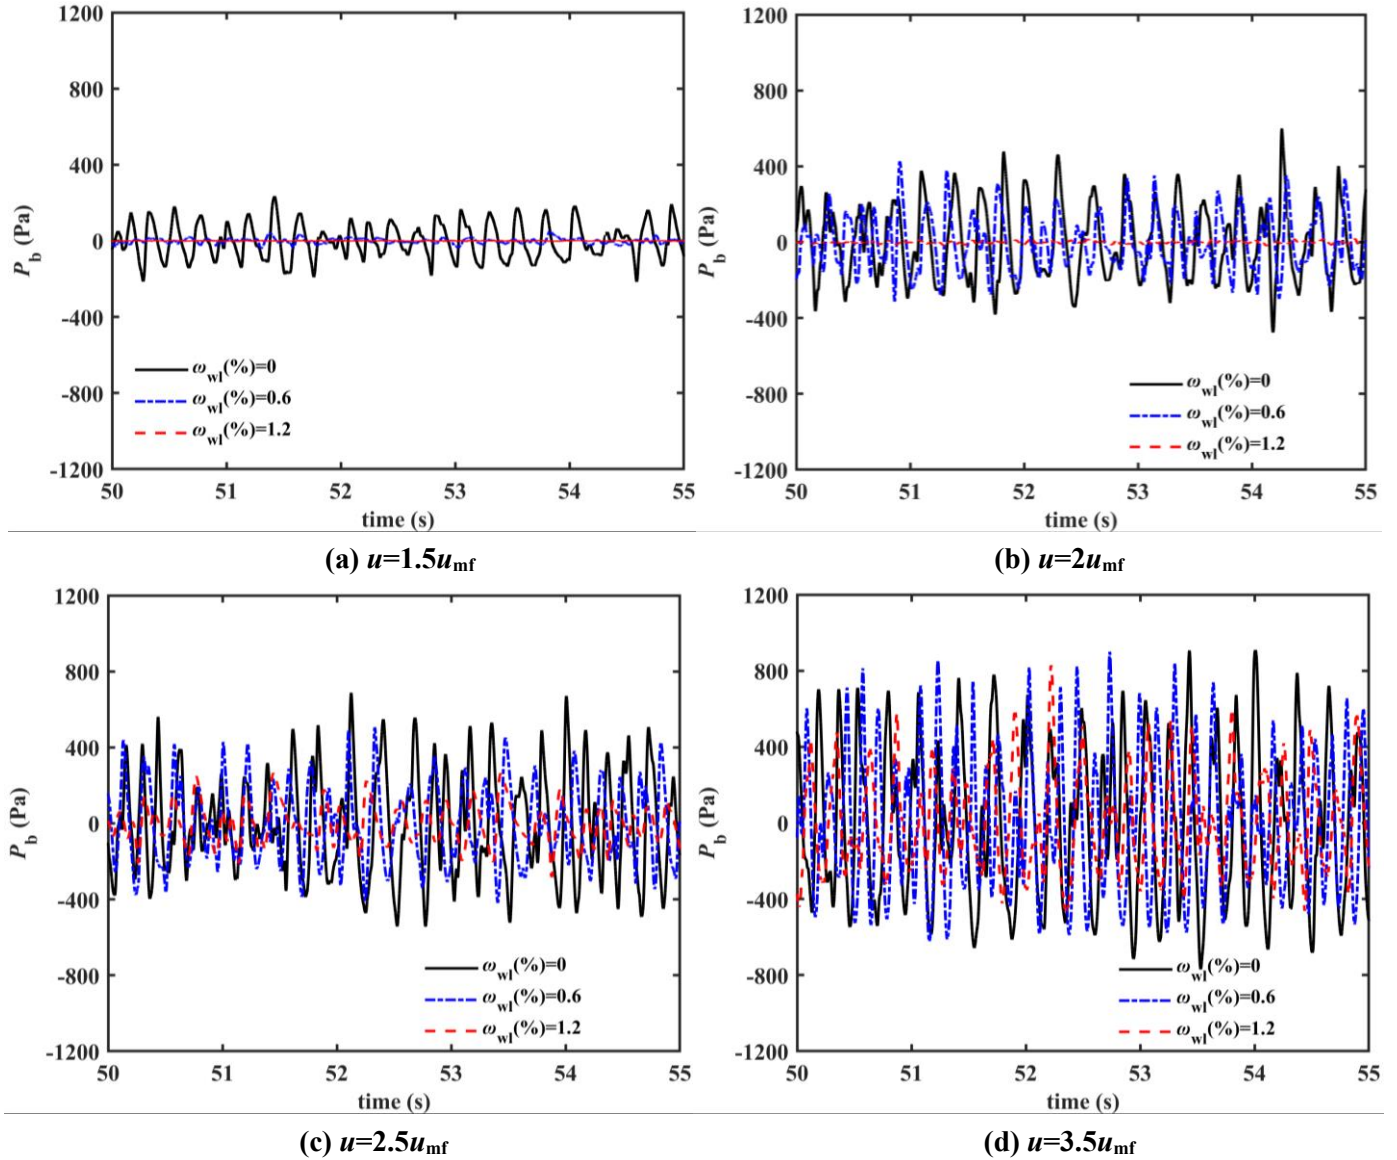 1200
800
400
0
-400
-800
-1200
P_b (Pa)
ω_wl(%)=0
ω_wl(%)=0.6
ω_wl(%)=1.2
50 51 52 53 54 55
time (s)
(a) u=1.5u_mf
1200
800
400
0
-400
-800
-1200
P_b (Pa)
ω_wl(%)=0
ω_wl(%)=0.6
ω_wl(%)=1.2
50 51 52 53 54 55
time (s)
(b) u=2u_mf
1200
800
400
0
-400
-800
-1200
P_b (Pa)
ω_wl(%)=0
ω_wl(%)=0.6
ω_wl(%)=1.2
50 51 52 53 54 55
time (s)
(c) u=2.5u_mf
1200
800
400
0
-400
-800
-1200
P_b (Pa)
ω_wl(%)=0
ω_wl(%)=0.6
ω_wl(%)=1.2
50 51 52 53 54 55
time (s)
(d) u=3.5u_mf